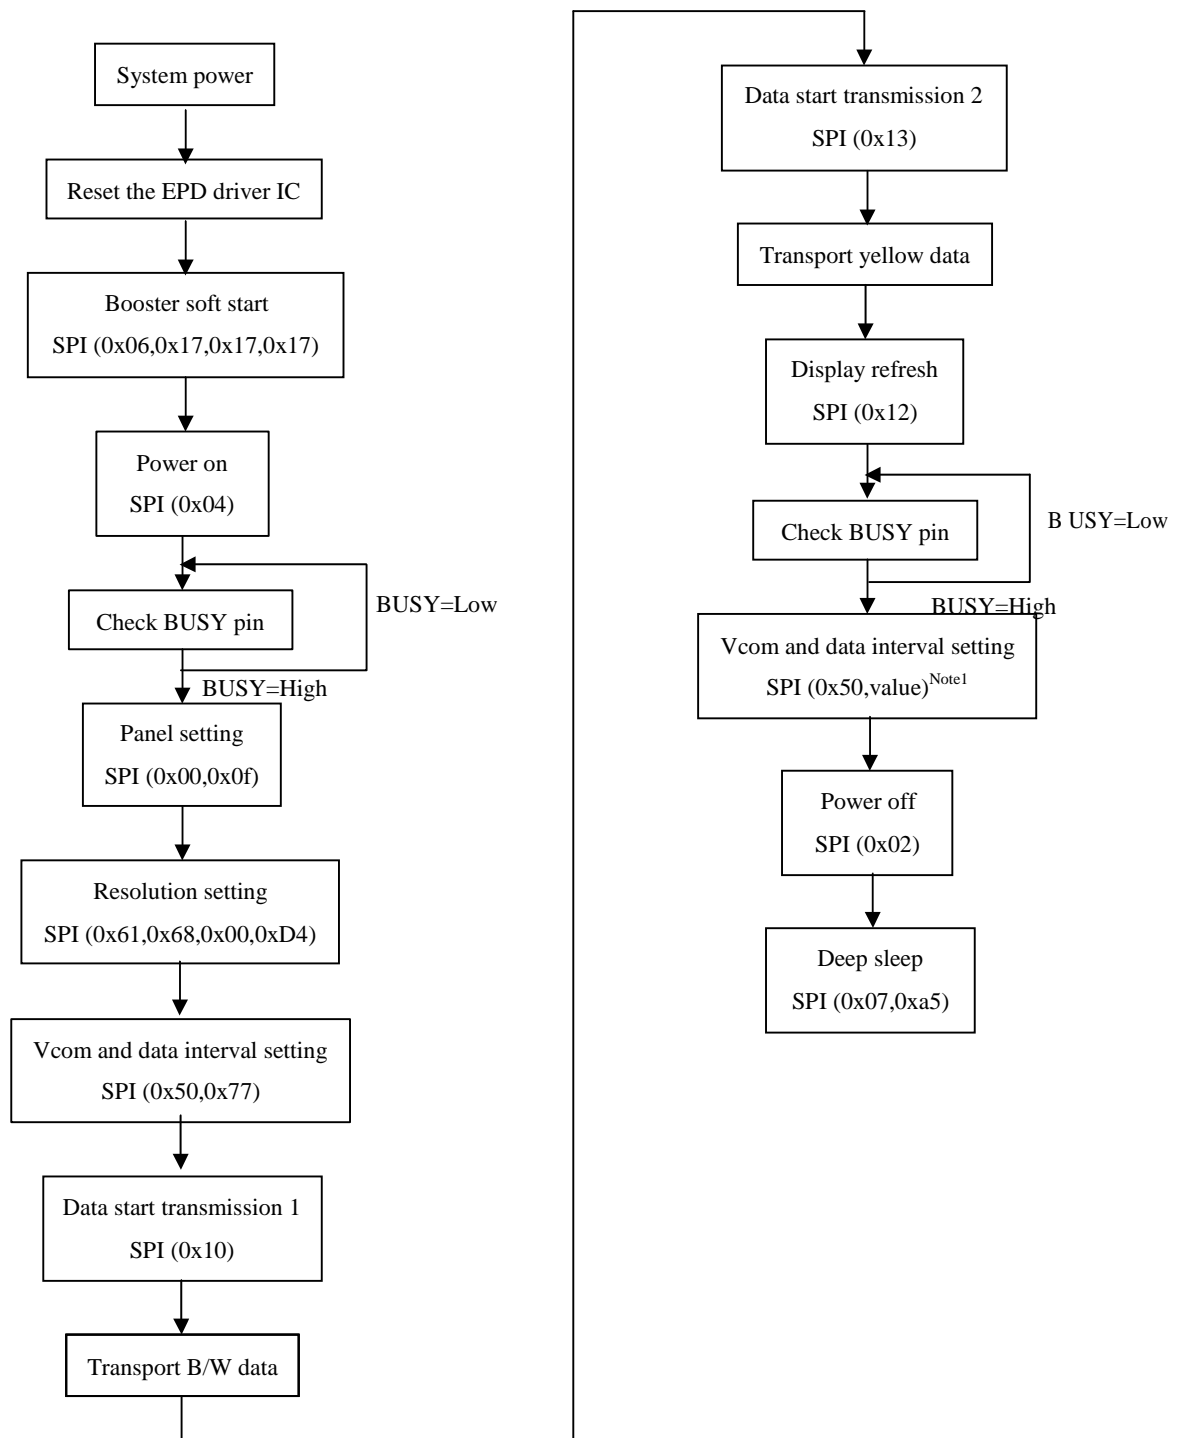 System power
Reset the EPD driver IC
Booster soft start
SPI (0x06,0x17,0x17,0x17)
Power on
SPI (0x04)
BUSY=Low
Check BUSY pin
BUSY=High
Panel setting
SPI (0x00,0x0f)
Resolution setting
SPI (0x61,0x68,0x00,0xD4)
Vcom and data interval setting
SPI (0x50,0x77)
Data start transmission 1
SPI (0x10)
Transport B/W data
Data start transmission 2
SPI (0x13)
Transport yellow data
Display refresh
SPI (0x12)
B USY=Low
Check BUSY pin
BUSY=High
Vcom and data interval setting
SPI (0x50,value)Note1
Power off
SPI (0x02)
Deep sleep
SPI (0x07,0xa5)